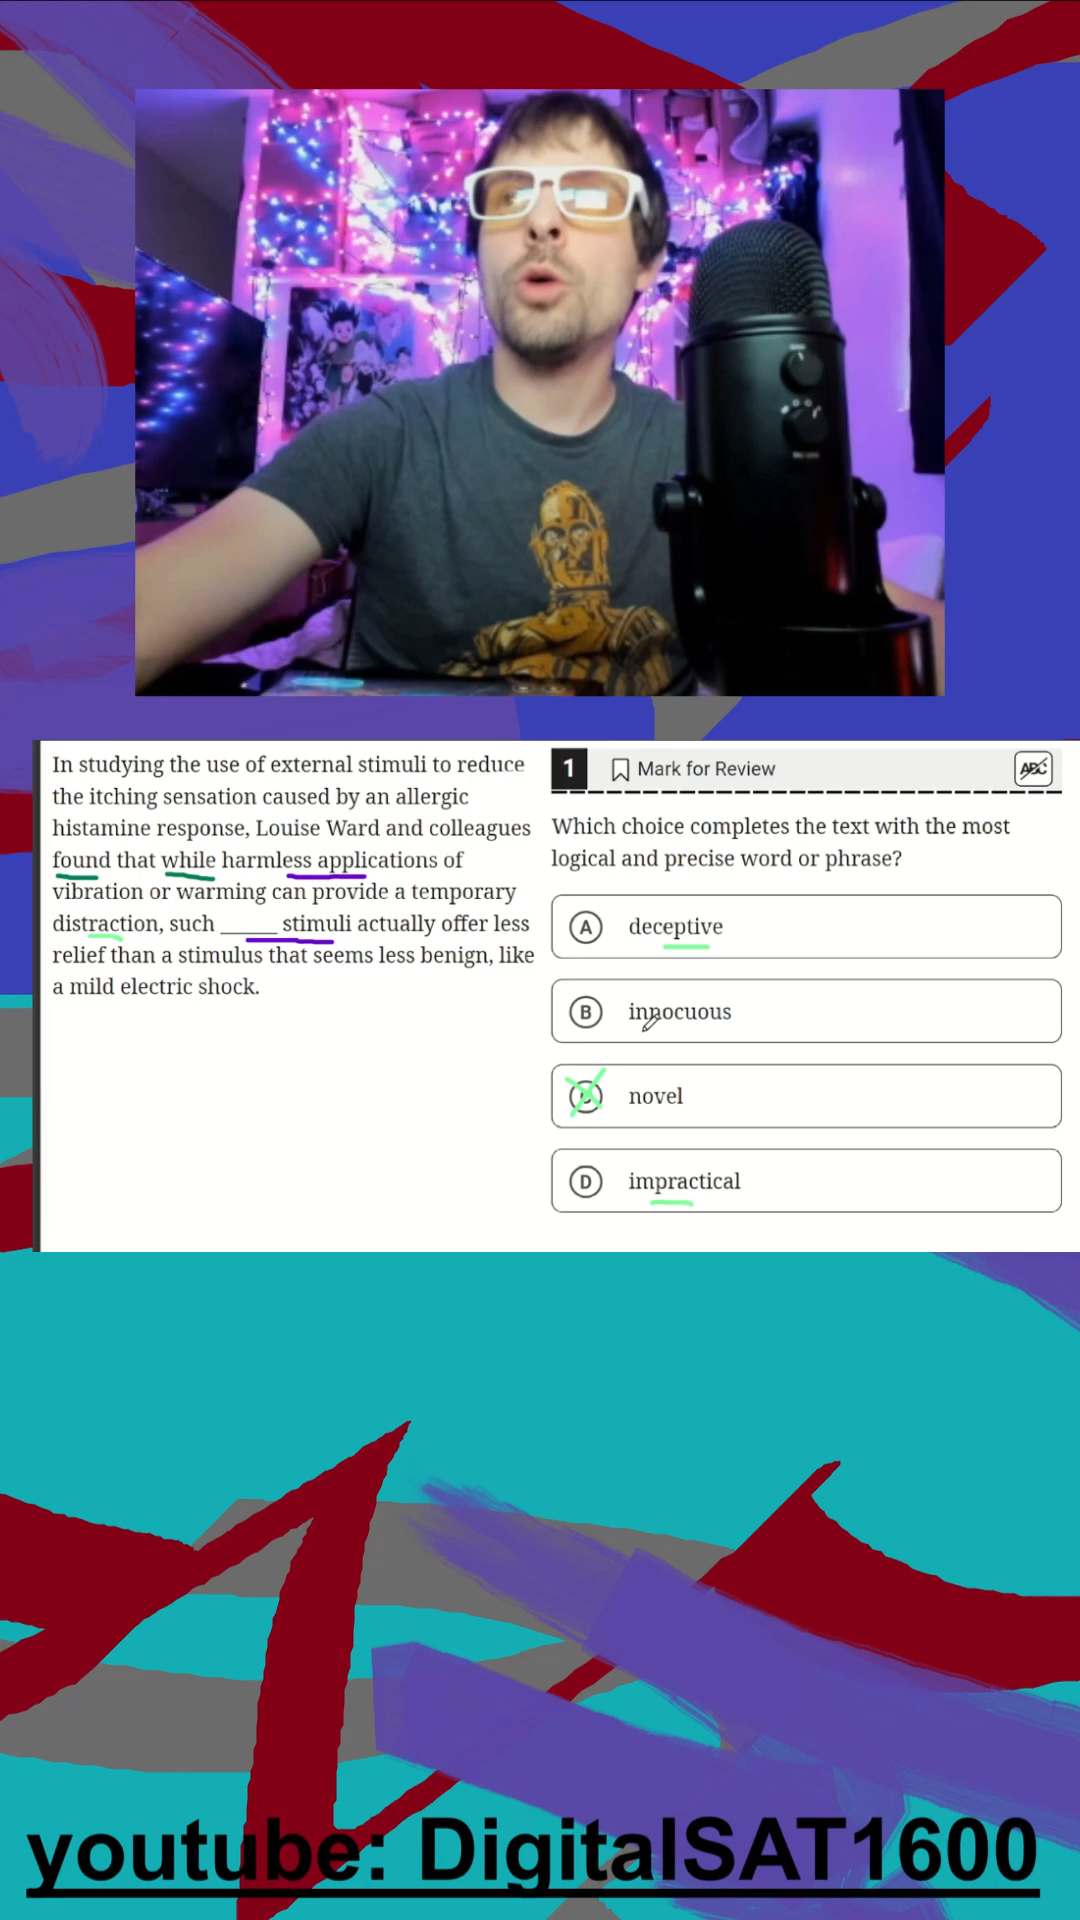 In studying the use of external stimuli to reduce
the itching sensation caused by an allergic
histamine response, Louise Ward and colleagues
found that while harmless applications of
vibration or warming can provide a temporary
distraction, such ______ stimuli actually offer less
relief than a stimulus that seems less benign, like
a mild electric shock.
1 Mark for Review ABC
Which choice completes the text with the most
logical and precise word or phrase?
A deceptive
B innocuous
C novel
D impractical
youtube: DigitalSAT1600